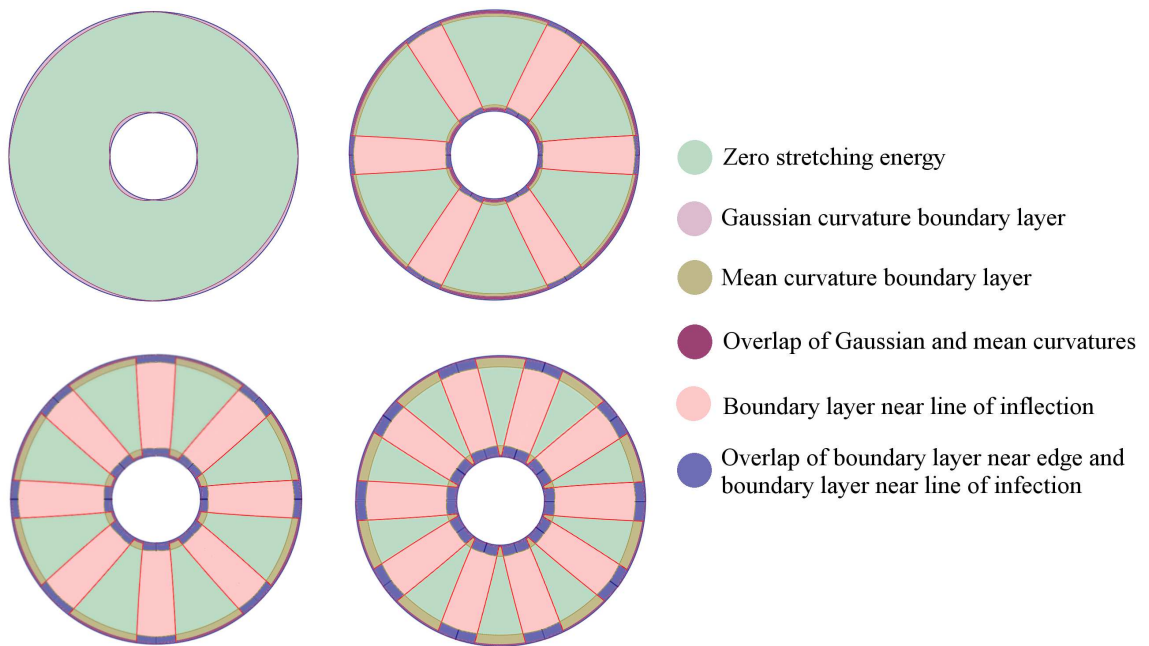 Zero stretching energy
Gaussian curvature boundary layer
Mean curvature boundary layer
Overlap of Gaussian and mean curvatures
Boundary layer near line of inflection
Overlap of boundary layer near edge and
boundary layer near line of infection